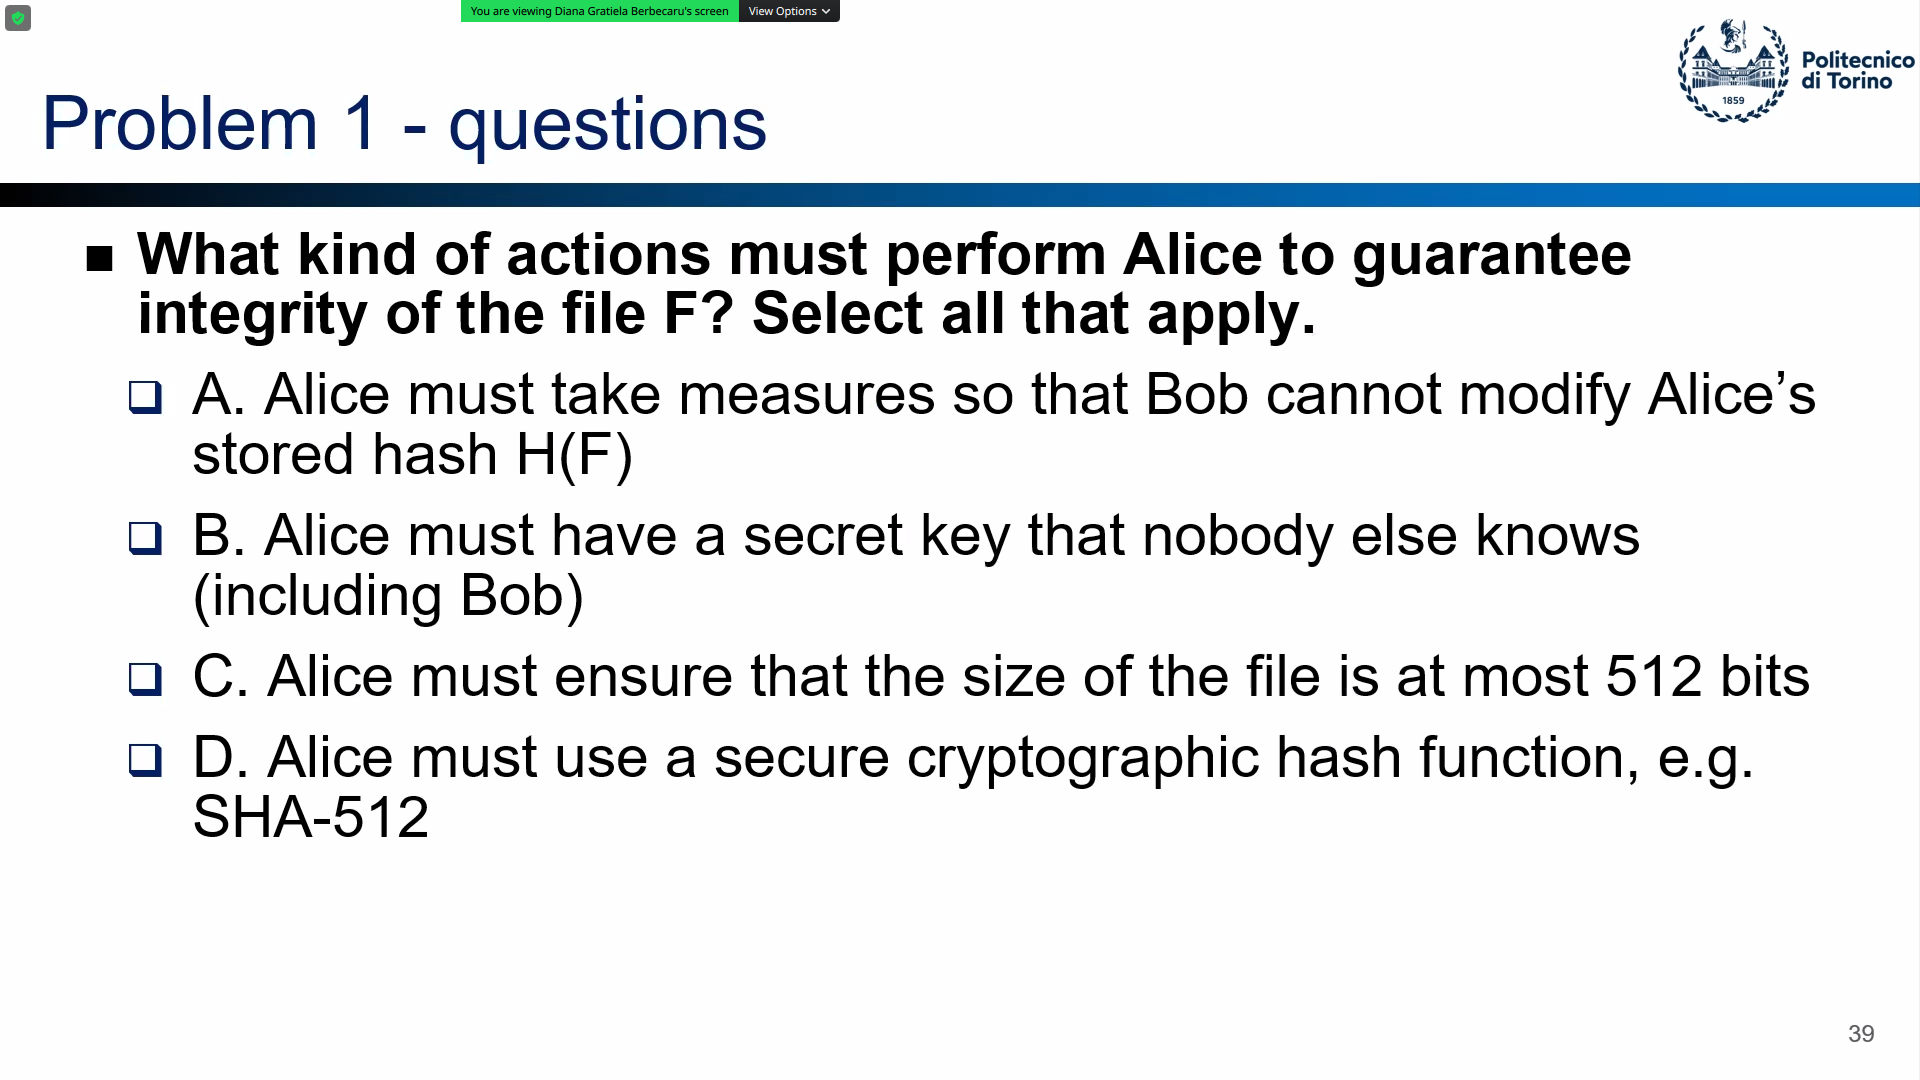 You are viewing Diana Gratiela Berbecaru's screen View Options
Politecnico
di Torino
1859
Problem 1 - questions
What kind of actions must perform Alice to guarantee
integrity of the file F? Select all that apply.
A. Alice must take measures so that Bob cannot modify Alice’s
stored hash H(F)
B. Alice must have a secret key that nobody else knows
(including Bob)
C. Alice must ensure that the size of the file is at most 512 bits
D. Alice must use a secure cryptographic hash function, e.g.
SHA-512
39